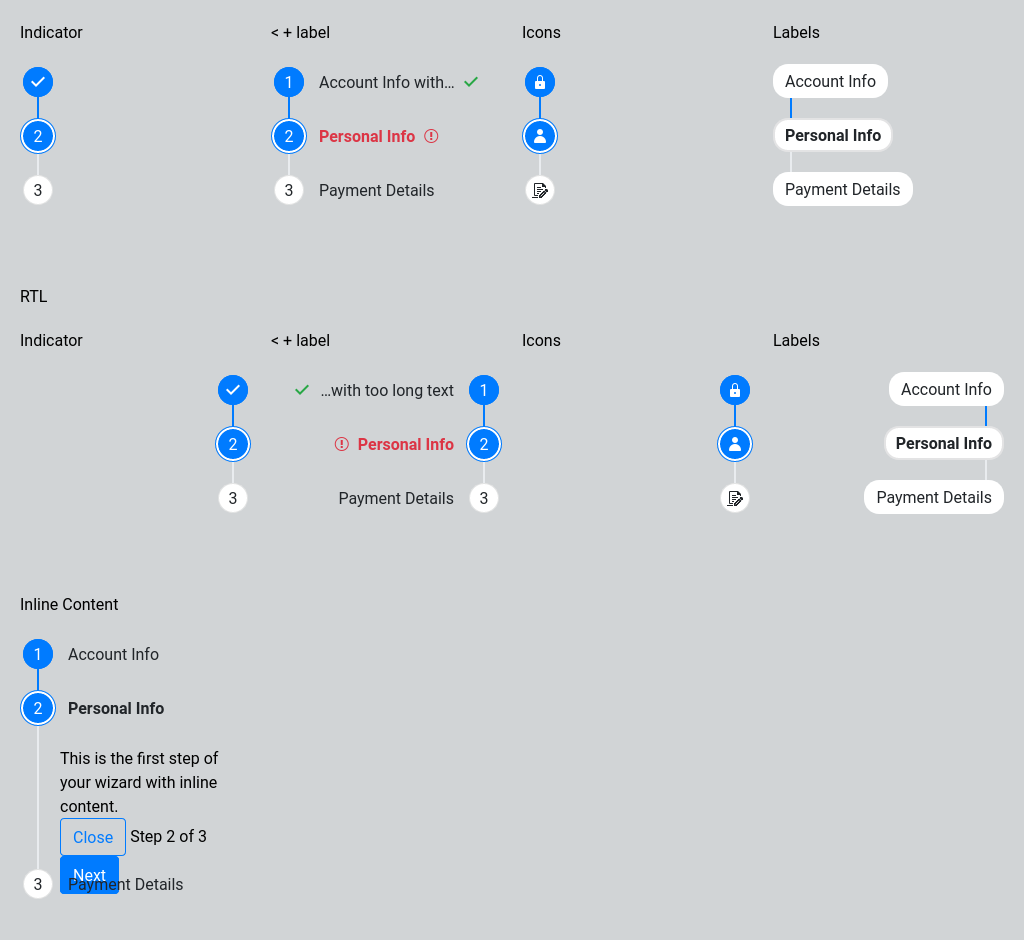 Indicator
< + label
Icons
Labels
1 Account Info with…
Account Info
2
2 Personal Info
Personal Info
3
3 Payment Details
Payment Details
RTL
Indicator
< + label
Icons
Labels
…with too long text 1
Account Info
2
Personal Info 2
Personal Info
3
Payment Details 3
Payment Details
Inline Content
1 Account Info
2 Personal Info
This is the first step of
your wizard with inline
content.
Close Step 2 of 3
Next
3 Payment Details